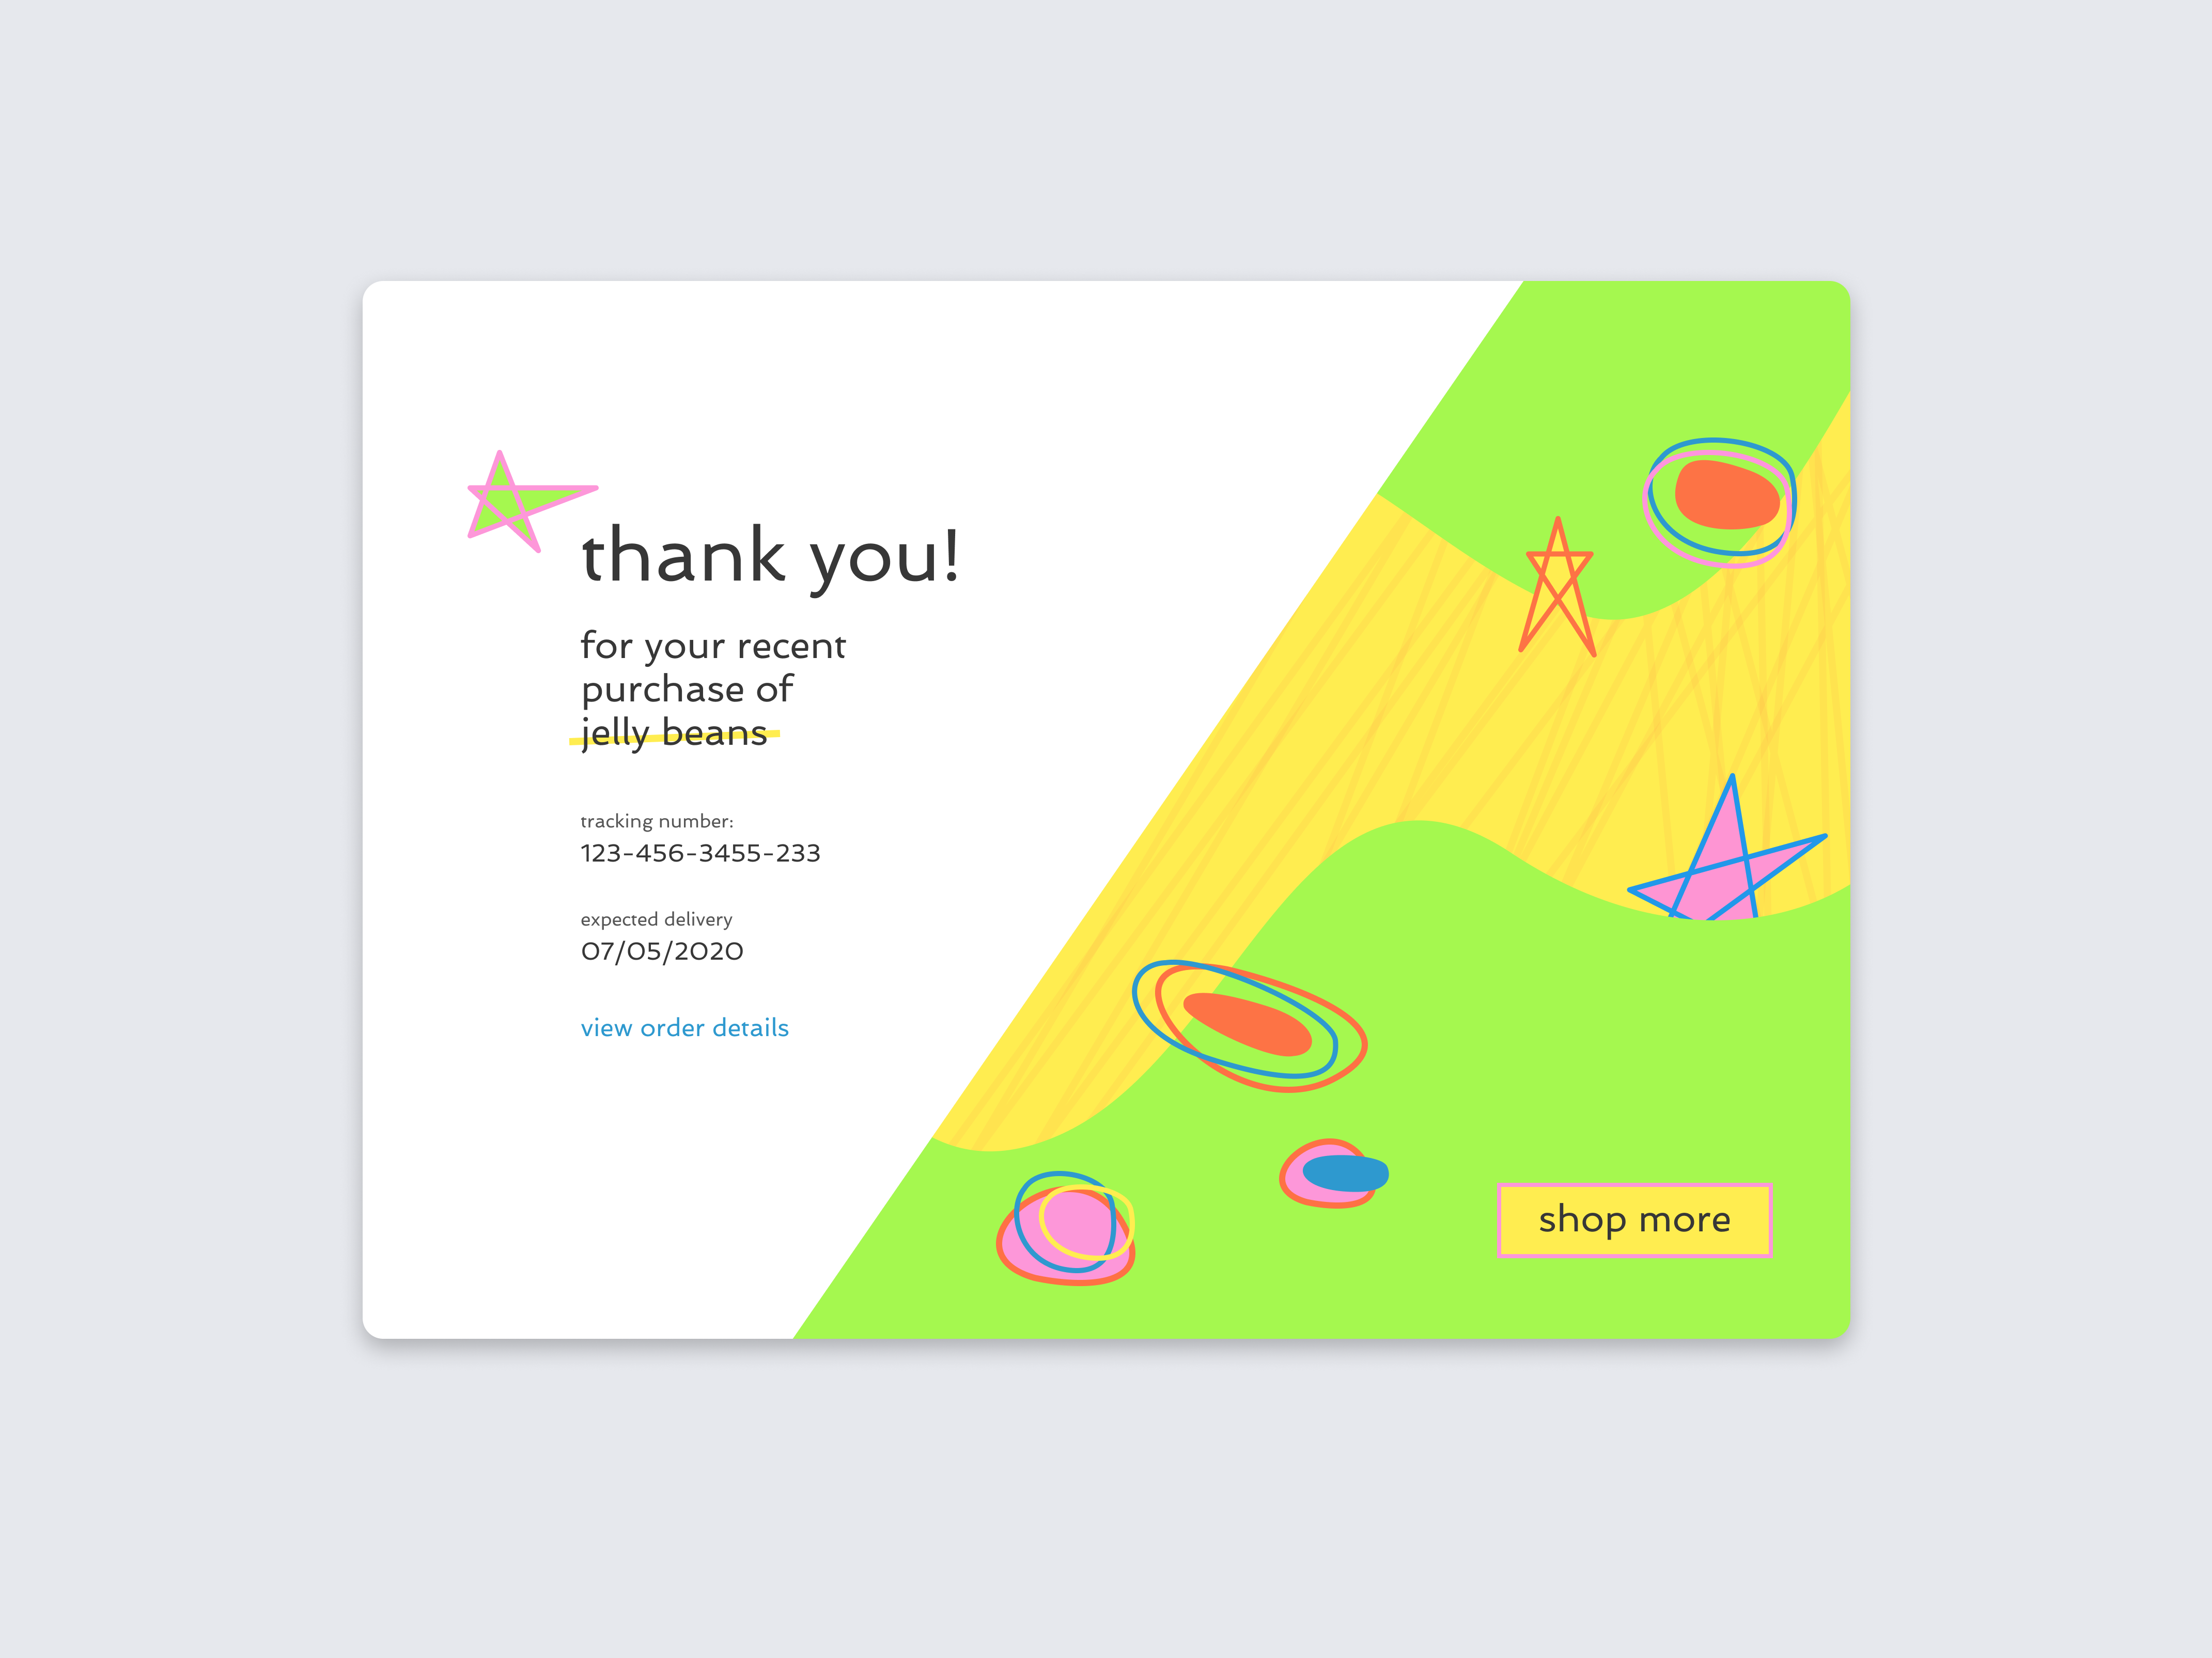 thank you!
for your recent
purchase of
jelly beans
tracking number:
123-456-3455-233
expected delivery
07/05/2020
view order details
shop more